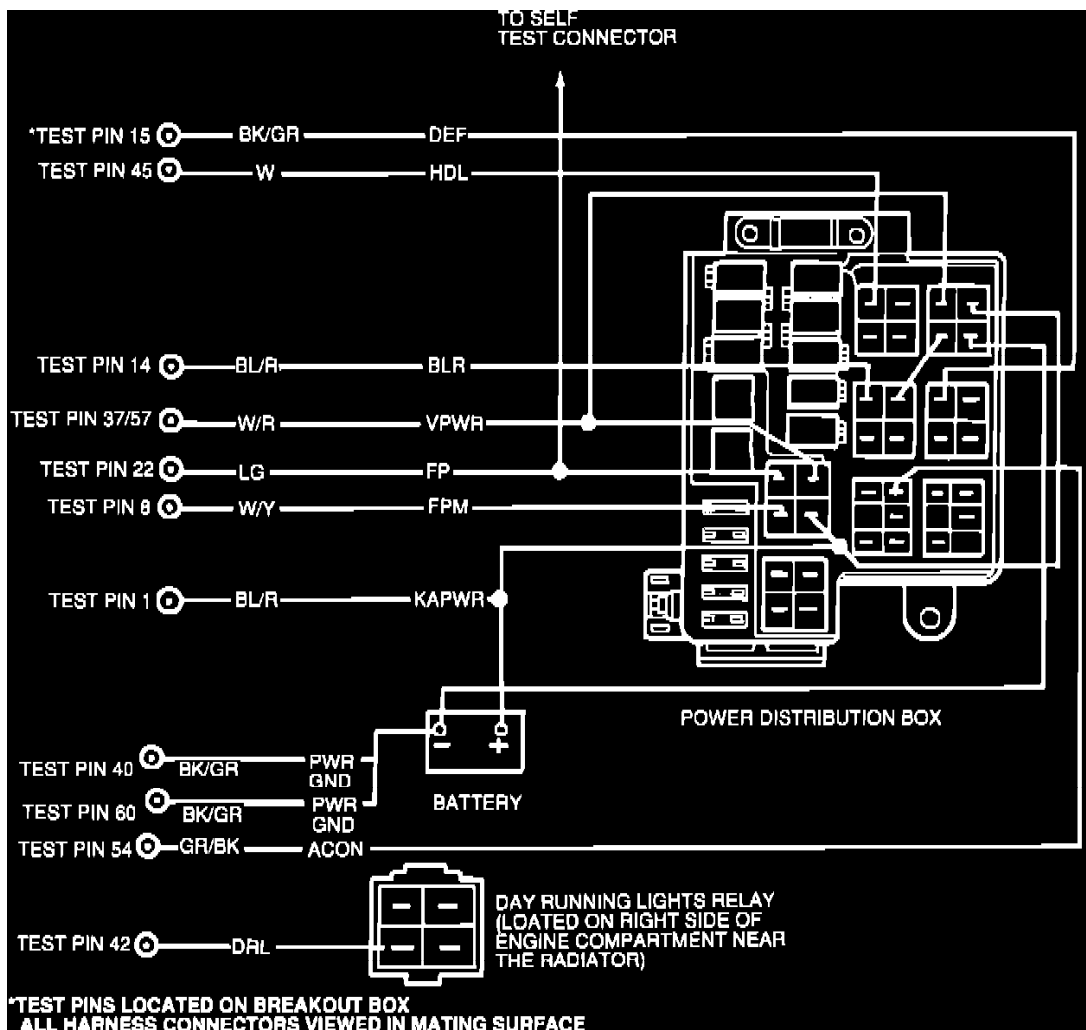 TO SELF
TEST CONNECTOR
*TEST PIN 15 BK/GR DEF
TEST PIN 45 W HDL
TEST PIN 14 BL/R BLR
TEST PIN 37/57 W/R VPWR
TEST PIN 22 LG FP
TEST PIN 8 W/Y FPM
TEST PIN 1 BL/R KAPWR
POWER DISTRIBUTION BOX
- +
BATTERY
TEST PIN 40 BK/GR PWR
GND
TEST PIN 60 BK/GR PWR
GND
TEST PIN 54 GR/BK ACON
DAY RUNNING LIGHTS RELAY
(LOATED ON RIGHT SIDE OF
ENGINE COMPARTMENT NEAR
THE RADIATOR)
TEST PIN 42 DRL
*TEST PINS LOCATED ON BREAKOUT BOX
ALL HARNESS CONNECTORS VIEWED IN MATING SURFACE